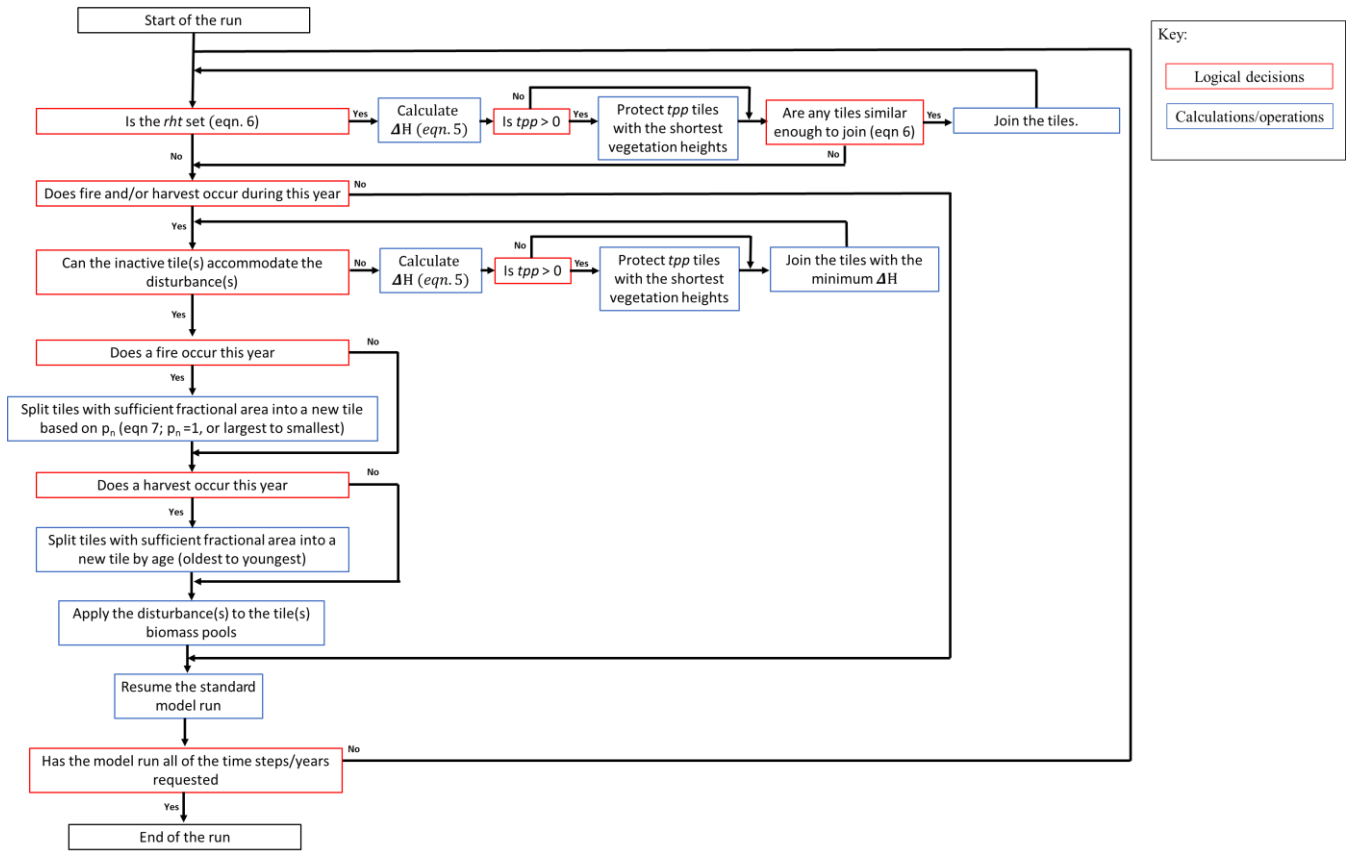 Start of the run
Key:
Logical decisions
Calculations/operations
Is the rht set (eqn. 6)
Yes
Calculate
ΔH (eqn. 5)
Is tpp > 0
No
Yes
Protect tpp tiles
with the shortest
vegetation heights
Are any tiles similar
enough to join (eqn 6)
Yes
Join the tiles.
No
No
Does fire and/or harvest occur during this year
No
Yes
Can the inactive tile(s) accommodate the
disturbance(s)
No
Calculate
ΔH (eqn. 5)
Is tpp > 0
No
Yes
Protect tpp tiles
with the shortest
vegetation heights
Join the tiles with the
minimum ΔH
Yes
Does a fire occur this year
No
Yes
Split tiles with sufficient fractional area into a new tile
based on pn (eqn 7; pn =1, or largest to smallest)
Does a harvest occur this year
No
Yes
Split tiles with sufficient fractional area into a
new tile by age (oldest to youngest)
Apply the disturbance(s) to the tile(s)
biomass pools
Resume the standard
model run
Has the model run all of the time steps/years
requested
No
Yes
End of the run